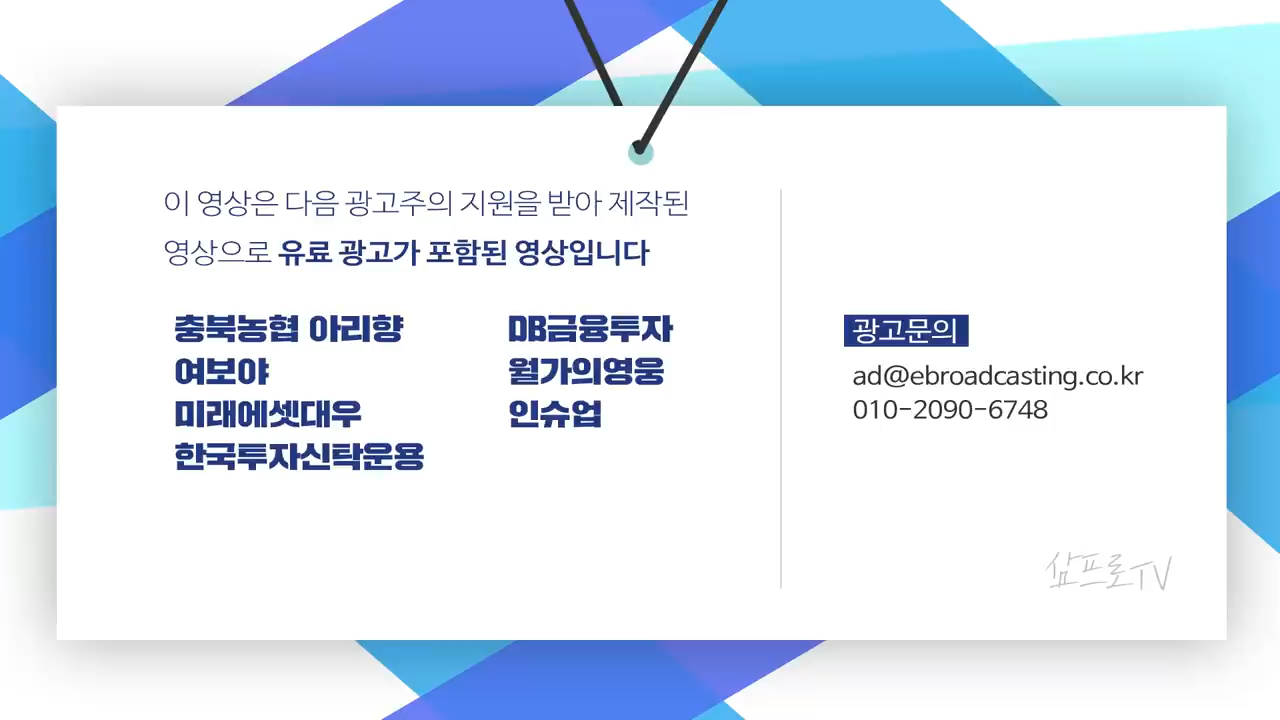 이 영상은 다음 광고주의 지원을 받아 제작된
영상으로 유료 광고가 포함된 영상입니다
충북농협 아리향
여보야
미래에셋대우
한국투자신탁운용
DB금융투자
월가의영웅
인슈업
광고문의
ad@ebroadcasting.co.kr
010-2090-6748
삼프로TV